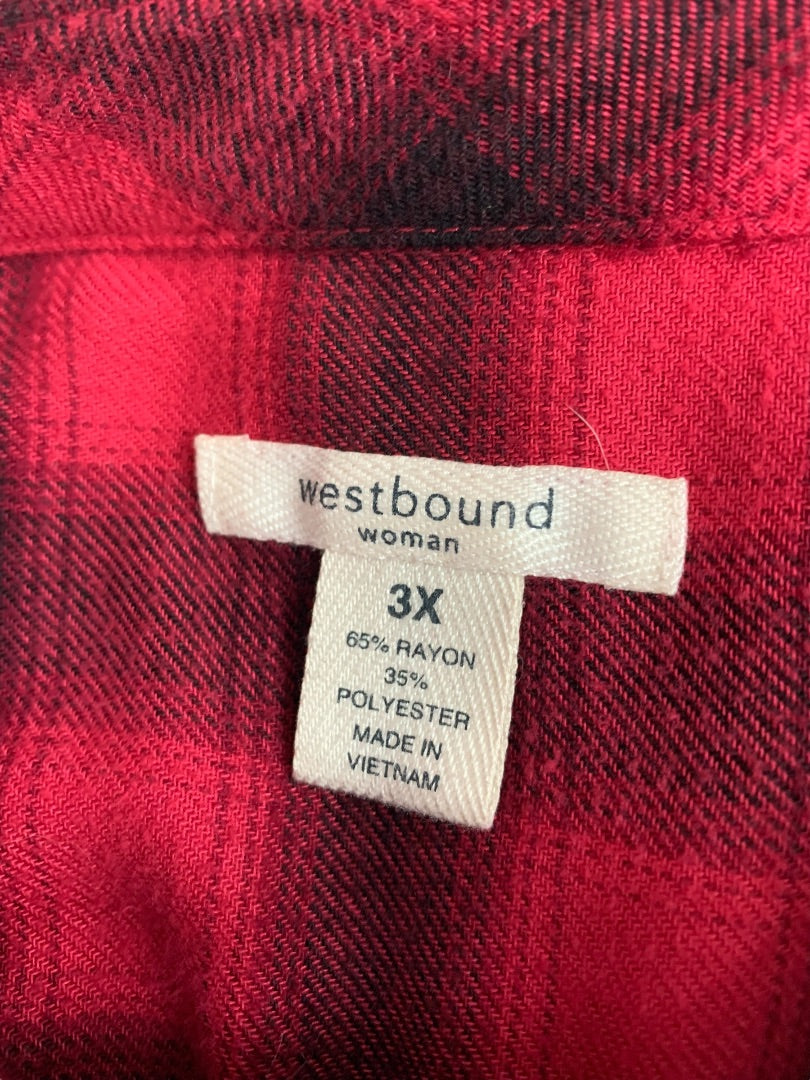 westbound
woman
3X
65% RAYON
35%
POLYESTER
MADE IN
VIETNAM